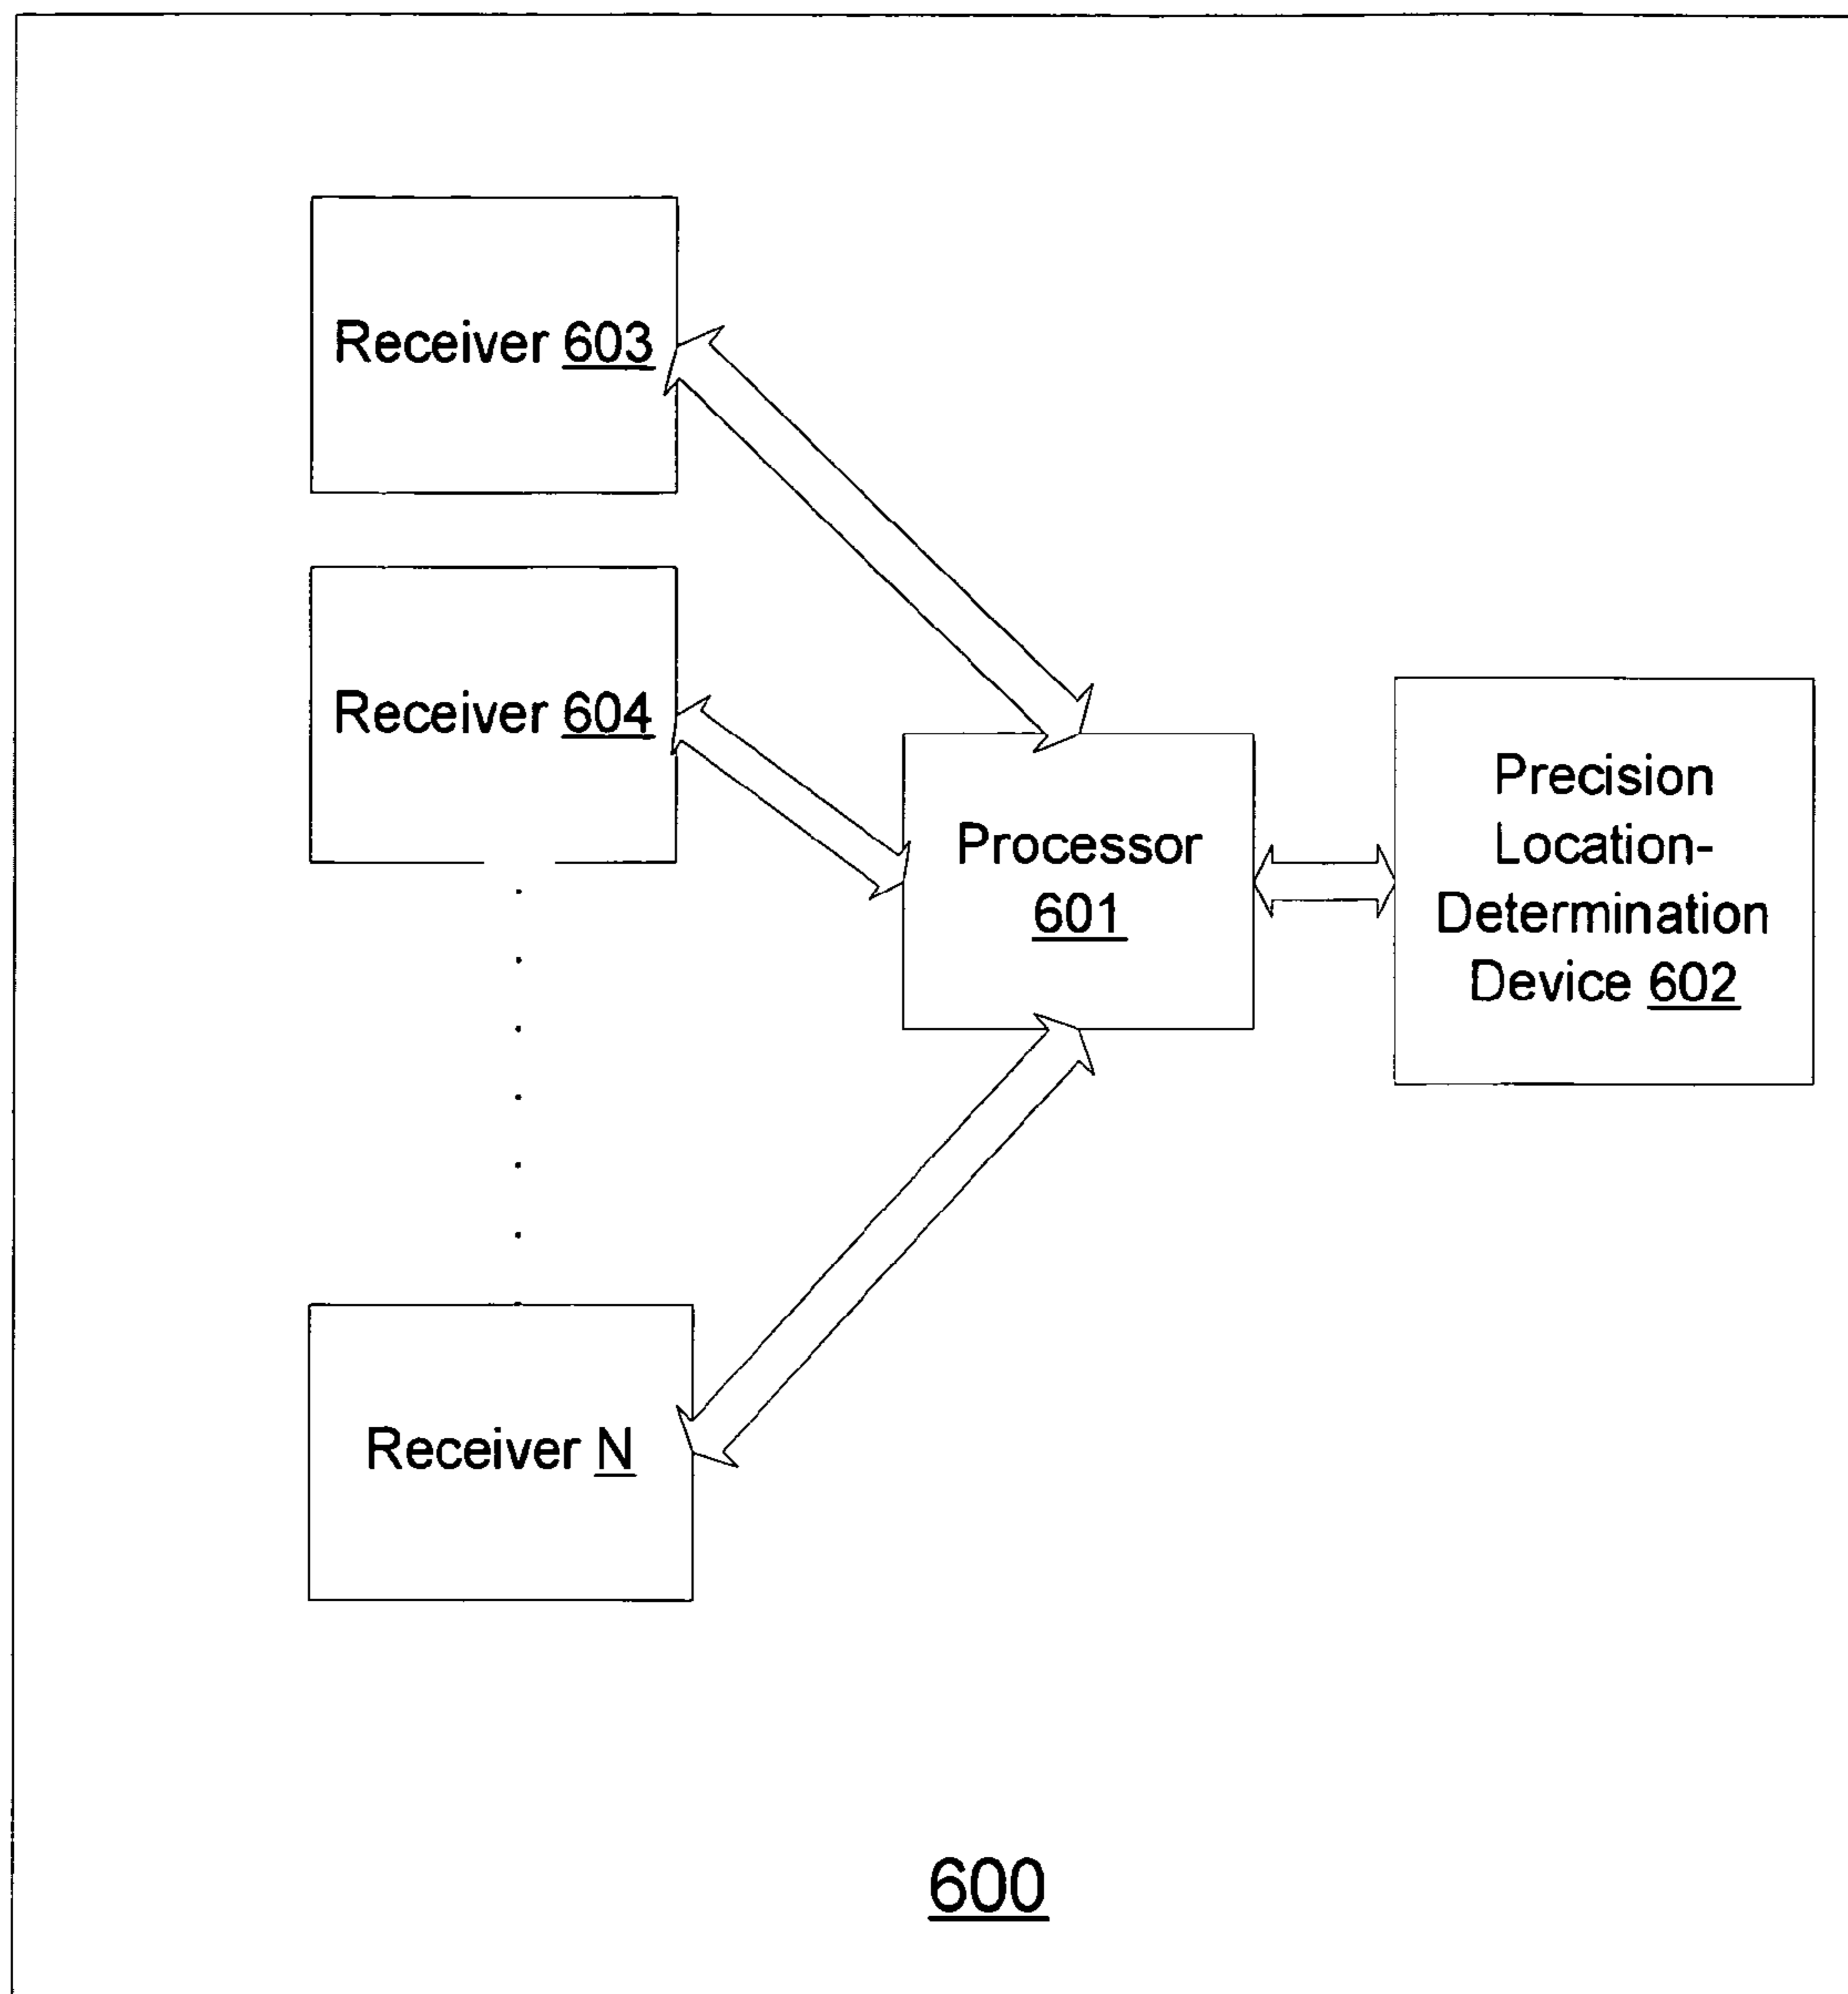 Receiver 603
Receiver 604
Processor
601
Precision
Location-
Determination
Device 602
Receiver N
600